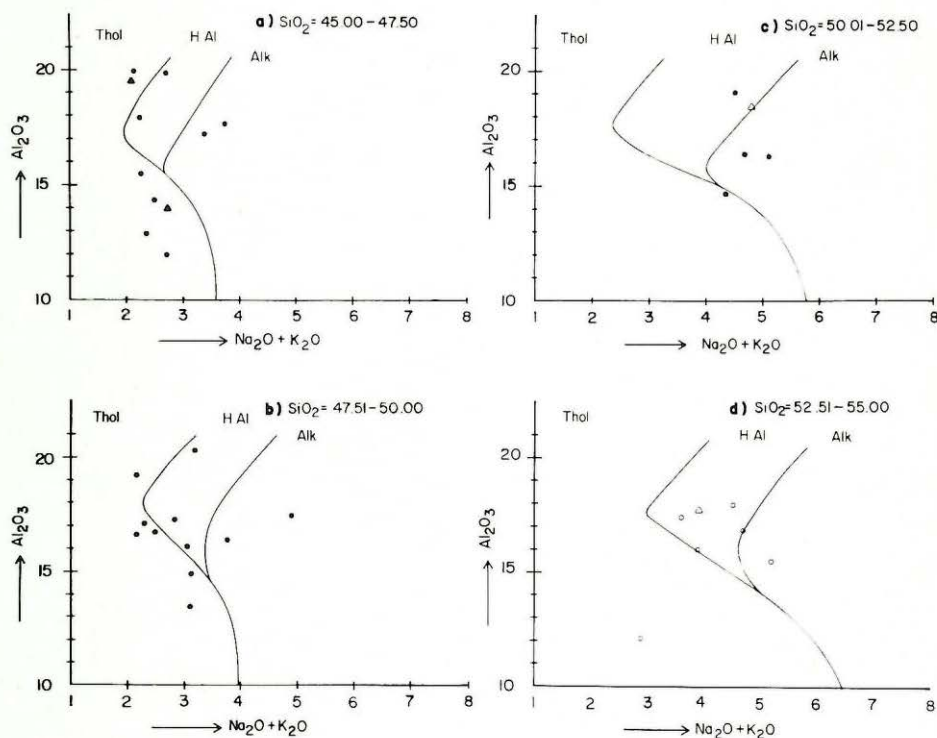 a) SiO₂= 45.00-47.50
Thol
H Al
Alk
20
15
10
Al₂O₃
1 2 3 4 5 6 7 8
Na₂O + K₂O
c) SiO₂= 50.01-52.50
H Al
Alk
20
15
10
Al₂O₃
1 2 3 4 5 6 7 8
Na₂O + K₂O
b) SiO₂= 47.51-50.00
Thol
H Al
Alk
20
15
10
Al₂O₃
1 2 3 4 5 6 7 8
Na₂O + K₂O
d) SiO₂= 52.51-55.00
Thol
H Al
Alk
20
15
10
Al₂O₃
1 2 3 4 5 6 7 8
Na₂O + K₂O